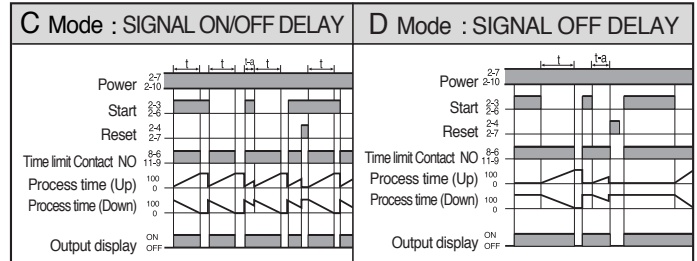 C Mode : SIGNAL ON/OFF DELAY
t t t-a t t
Power 2-7 2-10
Start 2-3 2-6
Reset 2-4 2-7
Time limit Contact NO 8-6 11-9
Process time (Up) 100 0
Process time (Down) 100 0
Output display ON OFF
D Mode : SIGNAL OFF DELAY
t t-a
Power 2-7 2-10
Start 2-3 2-6
Reset 2-4 2-7
Time limit Contact NO 8-6 11-9
Process time (Up) 100 0
Process time (Down) 100 0
Output display ON OFF